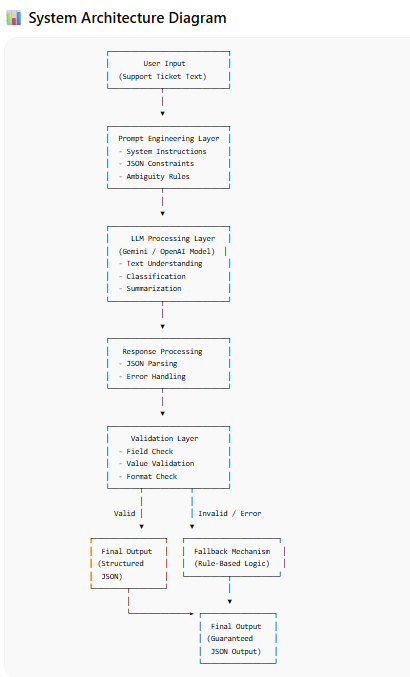 System Architecture Diagram
User Input
(Support Ticket Text)
Prompt Engineering Layer
- System Instructions
- JSON Constraints
- Ambiguity Rules
LLM Processing Layer
(Gemini / OpenAI Model)
- Text Understanding
- Classification
- Summarization
Response Processing
- JSON Parsing
- Error Handling
Validation Layer
- Field Check
- Value Validation
- Format Check
Valid
Invalid / Error
Final Output
(Structured
JSON)
Fallback Mechanism
(Rule-Based Logic)
Final Output
(Guaranteed
JSON Output)